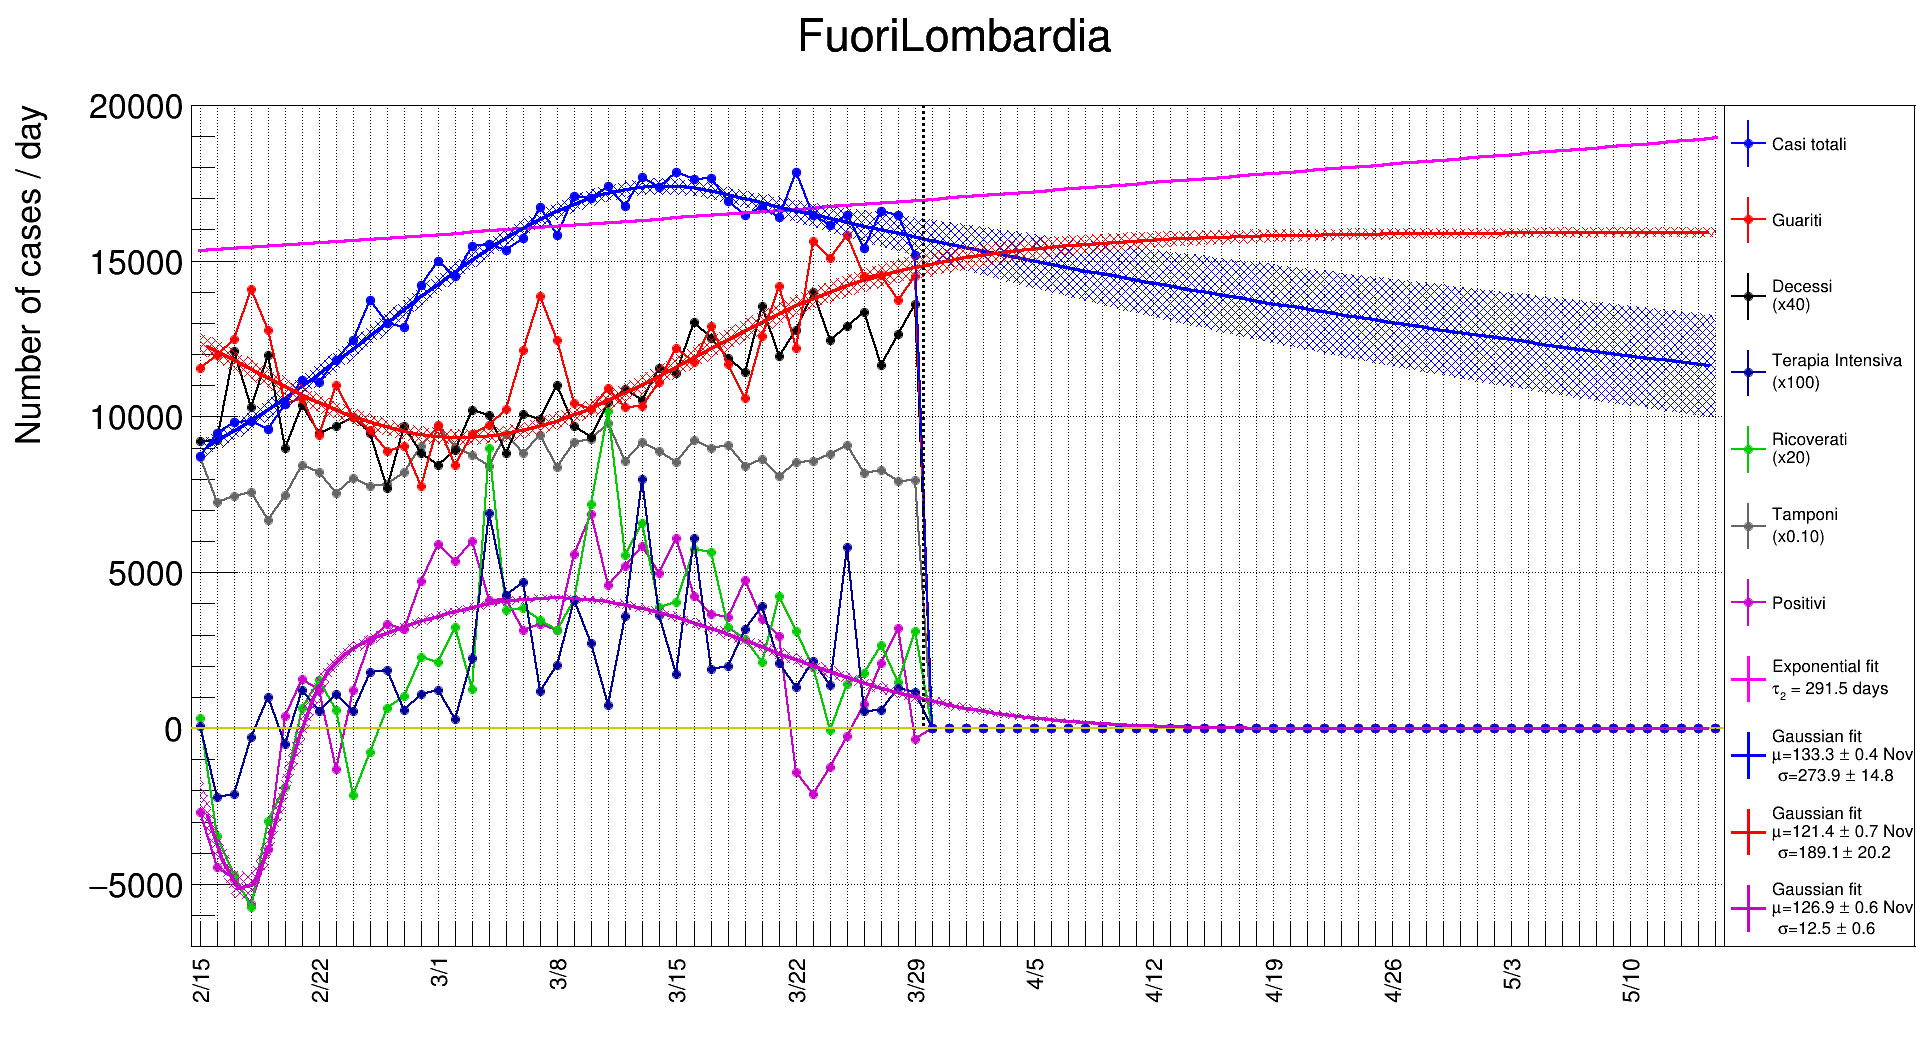 FuoriLombardia
Number of cases / day
20000
15000
10000
5000
0
−5000
2/15
2/22
3/1
3/8
3/15
3/22
3/29
4/5
4/12
4/19
4/26
5/3
5/10
Casi totali
Guariti
Decessi
(x40)
Terapia Intensiva
(x100)
Ricoverati
(x20)
Tamponi
(x0.10)
Positivi
Exponential fit
τ2 = 291.5 days
Gaussian fit
μ=133.3 ± 0.4 Nov
σ=273.9 ± 14.8
Gaussian fit
μ=121.4 ± 0.7 Nov
σ=189.1 ± 20.2
Gaussian fit
μ=126.9 ± 0.6 Nov
σ=12.5 ± 0.6